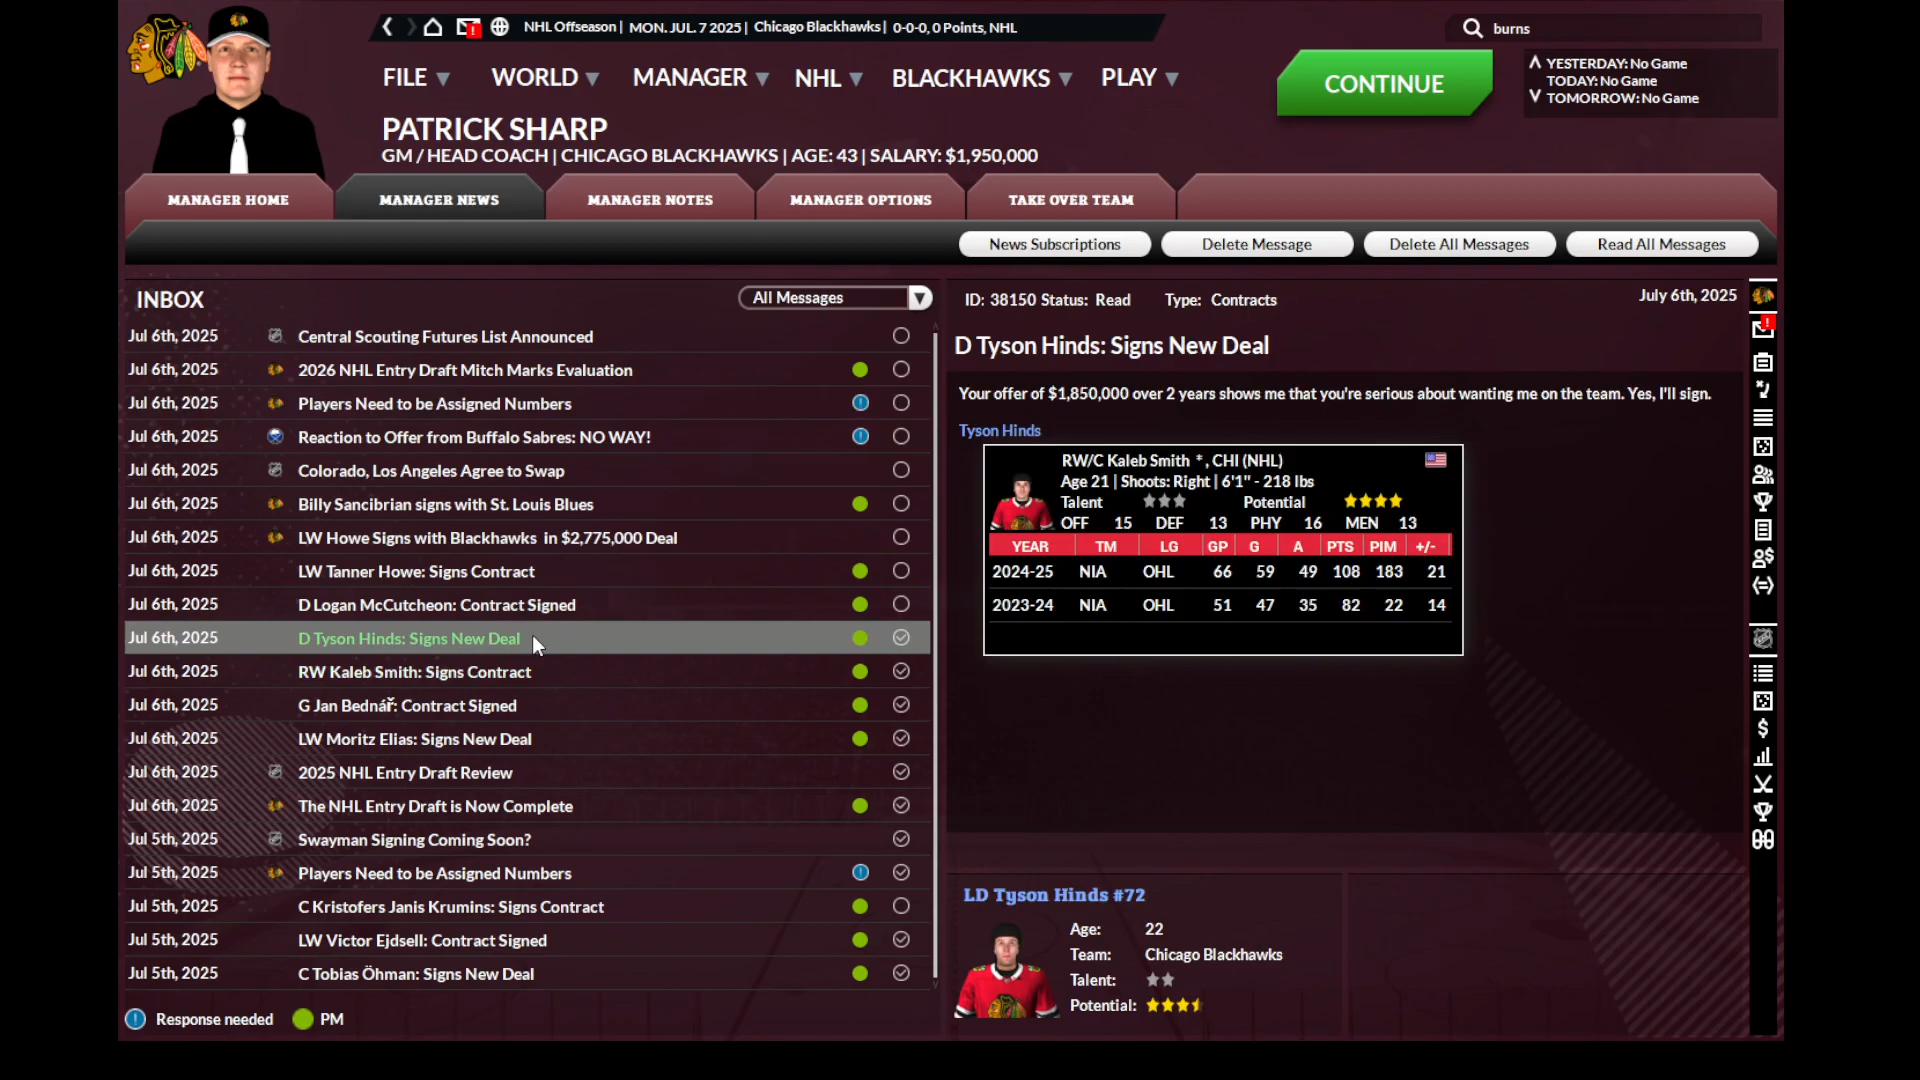 NHL Offseason | MON. JUL. 7 2025 | Chicago Blackhawks | 0-0-0, 0 Points, NHL
burns
FILE WORLD MANAGER NHL BLACKHAWKS PLAY
CONTINUE
YESTERDAY: No Game
TODAY: No Game
TOMORROW: No Game
PATRICK SHARP
GM / HEAD COACH | CHICAGO BLACKHAWKS | AGE: 43 | SALARY: $1,950,000
MANAGER HOME MANAGER NEWS MANAGER NOTES MANAGER OPTIONS TAKE OVER TEAM
News Subscriptions Delete Message Delete All Messages Read All Messages
INBOX All Messages
Jul 6th, 2025 Central Scouting Futures List Announced
Jul 6th, 2025 2026 NHL Entry Draft Mitch Marks Evaluation
Jul 6th, 2025 Players Need to be Assigned Numbers
Jul 6th, 2025 Reaction to Offer from Buffalo Sabres: NO WAY!
Jul 6th, 2025 Colorado, Los Angeles Agree to Swap
Jul 6th, 2025 Billy Sancibrian signs with St. Louis Blues
Jul 6th, 2025 LW Howe Signs with Blackhawks in $2,775,000 Deal
Jul 6th, 2025 LW Tanner Howe: Signs Contract
Jul 6th, 2025 D Logan McCutcheon: Contract Signed
Jul 6th, 2025 D Tyson Hinds: Signs New Deal
Jul 6th, 2025 RW Kaleb Smith: Signs Contract
Jul 6th, 2025 G Jan Bednář: Contract Signed
Jul 6th, 2025 LW Moritz Elias: Signs New Deal
Jul 6th, 2025 2025 NHL Entry Draft Review
Jul 6th, 2025 The NHL Entry Draft is Now Complete
Jul 5th, 2025 Swayman Signing Coming Soon?
Jul 5th, 2025 Players Need to be Assigned Numbers
Jul 5th, 2025 C Kristofers Janis Krumins: Signs Contract
Jul 5th, 2025 LW Victor Ejdsell: Contract Signed
Jul 5th, 2025 C Tobias Öhman: Signs New Deal
Response needed PM
ID: 38150 Status: Read Type: Contracts July 6th, 2025
D Tyson Hinds: Signs New Deal
Your offer of $1,850,000 over 2 years shows me that you're serious about wanting me on the team. Yes, I'll sign.
Tyson Hinds
RW/C Kaleb Smith *, CHI (NHL)
Age 21 | Shoots: Right | 6'1" - 218 lbs
Talent Potential
OFF 15 DEF 13 PHY 16 MEN 13
YEAR TM LG GP G A PTS PIM +/-
2024-25 NIA OHL 66 59 49 108 183 21
2023-24 NIA OHL 51 47 35 82 22 14
LD Tyson Hinds #72
Age: 22
Team: Chicago Blackhawks
Talent:
Potential: